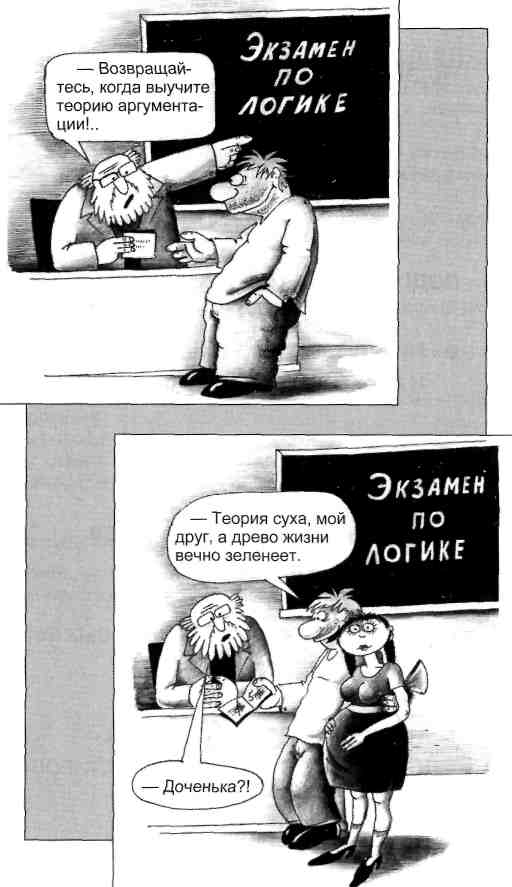 — Возвращай-
тесь, когда выучите
теорию аргумента-
ции!..
ЭКЗАМЕН
ПО
ЛОГИКЕ
— Теория суха, мой
друг, а древо жизни
вечно зеленеет.
ЭКЗАМЕН
ПО
ЛОГИКЕ
— Доченька?!